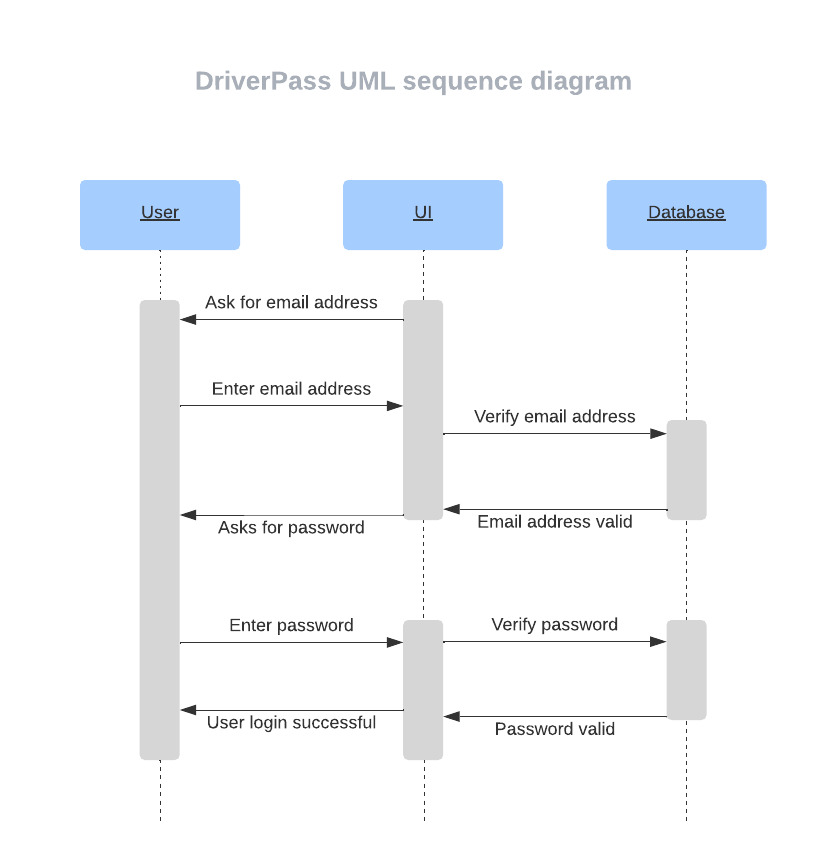 DriverPass UML sequence diagram
User
UI
Database
Ask for email address
Enter email address
Verify email address
Email address valid
Asks for password
Enter password
Verify password
User login successful
Password valid